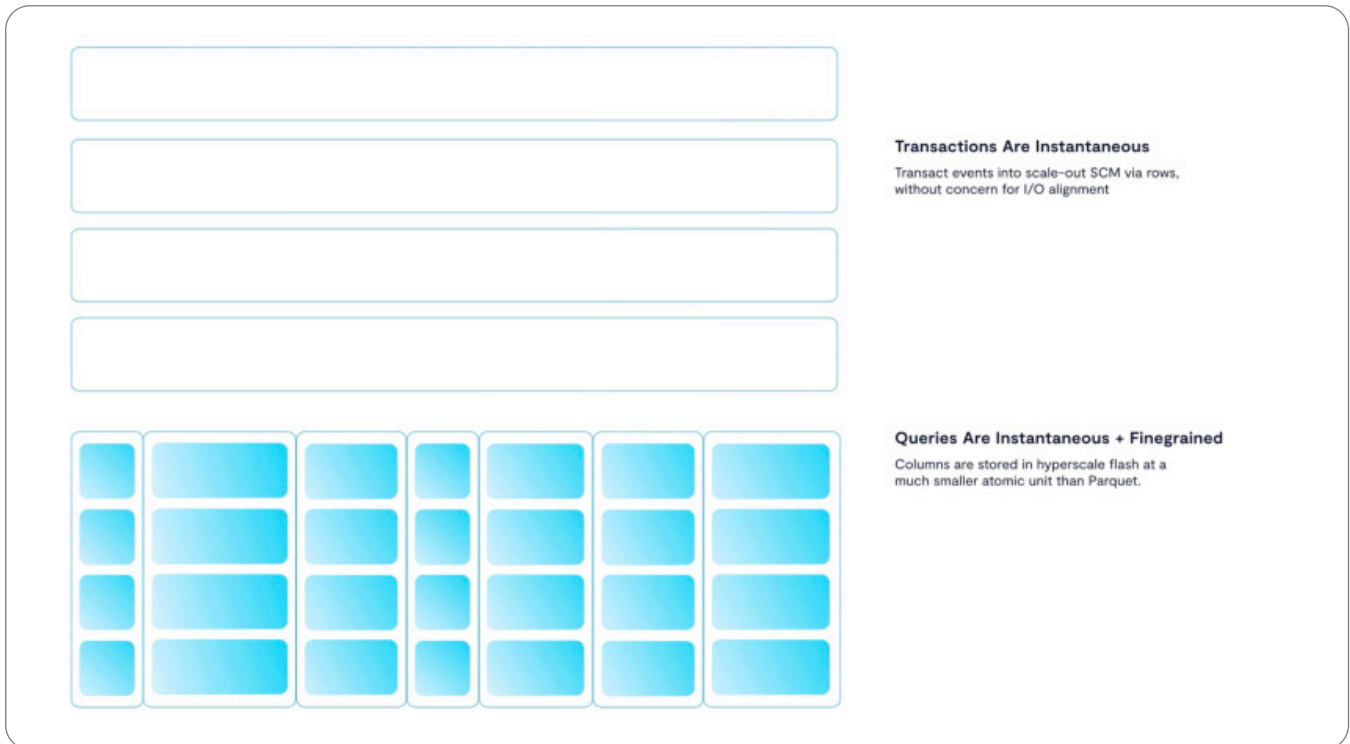 Transactions Are Instantaneous
Transact events into scale-out SCM via rows,
without concern for I/O alignment
Queries Are Instantaneous + Finegrained
Columns are stored in hyperscale flash at a
much smaller atomic unit than Parquet.